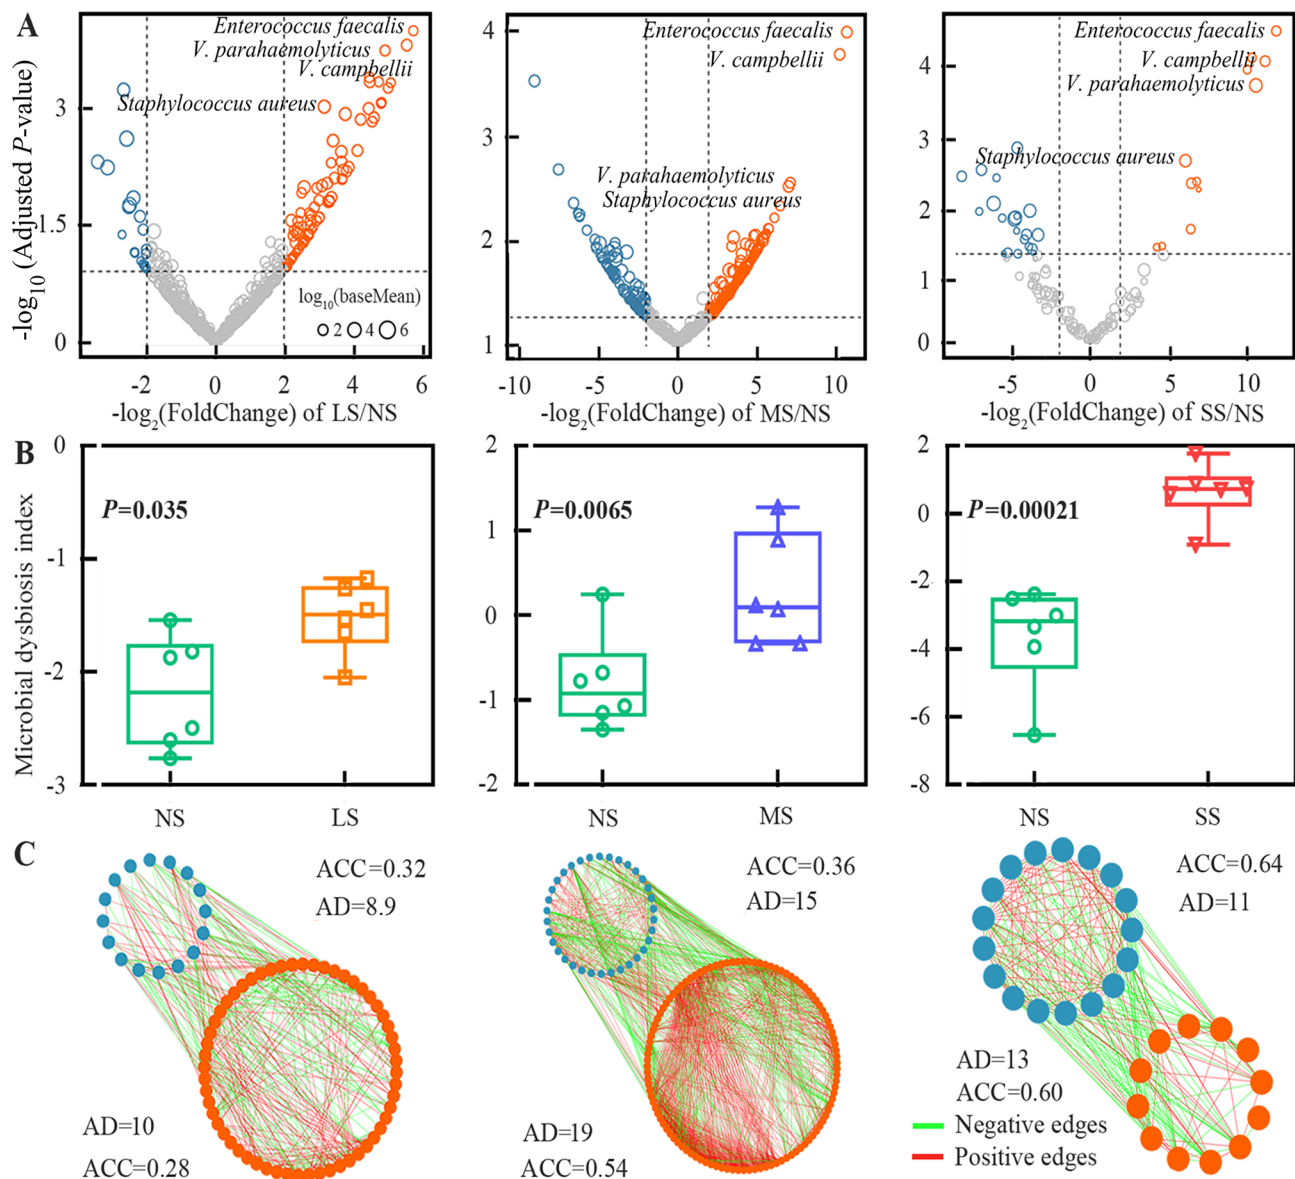 A
-log10(Adjusted P-value)
3
1.5
0
Enterococcus faecalis
V. parahaemolyticus
V. campbellii
Staphylococcus aureus
log10(baseMean)
2 4 6
-2 0 2 4 6
-log2(FoldChange) of LS/NS
4
3
2
1
Enterococcus faecalis
V. campbellii
V. parahaemolyticus
Staphylococcus aureus
-10 -5 0 5 10
-log2(FoldChange) of MS/NS
4
3
2
1
0
Enterococcus faecalis
V. campbellii
V. parahaemolyticus
Staphylococcus aureus
-5 0 5 10
-log2(FoldChange) of SS/NS
B
Microbial dysbiosis index
0
-1
-2
-3
P=0.035
NS LS
2
1
0
-1
-2
P=0.0065
NS MS
2
0
-2
-4
-6
-8
P=0.00021
NS SS
C
ACC=0.32
AD=8.9
AD=10
ACC=0.28
ACC=0.36
AD=15
AD=19
ACC=0.54
ACC=0.64
AD=11
AD=13
ACC=0.60
Negative edges
Positive edges